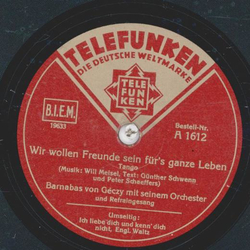 TELEFUNKEN
DIE DEUTSCHE WELTMARKE
TELE
FUN
KEN
B.I.E.M.
19633
Bestell-Nr.
A 1612
Wir wollen Freunde sein für's ganze Leben
Tango
(Musik: Will Meisel, Text: Günther Schwenn
und Peter Schaeffers)
Barnabas von Géczy mit seinem Orchester
und Refraingesang
Umseitig:
Ich liebe dich und kenn' dich
nicht, Engl. Waltz